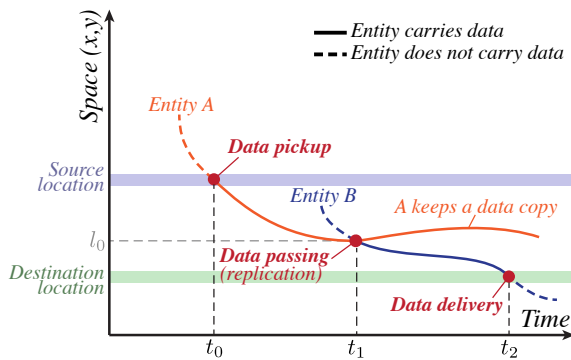 Space (x,y)
Entity carries data
Entity does not carry data
Entity A
Data pickup
Source
location
Entity B
A keeps a data copy
l0
Data passing
(replication)
Destination
location
Data delivery
Time
t0
t1
t2